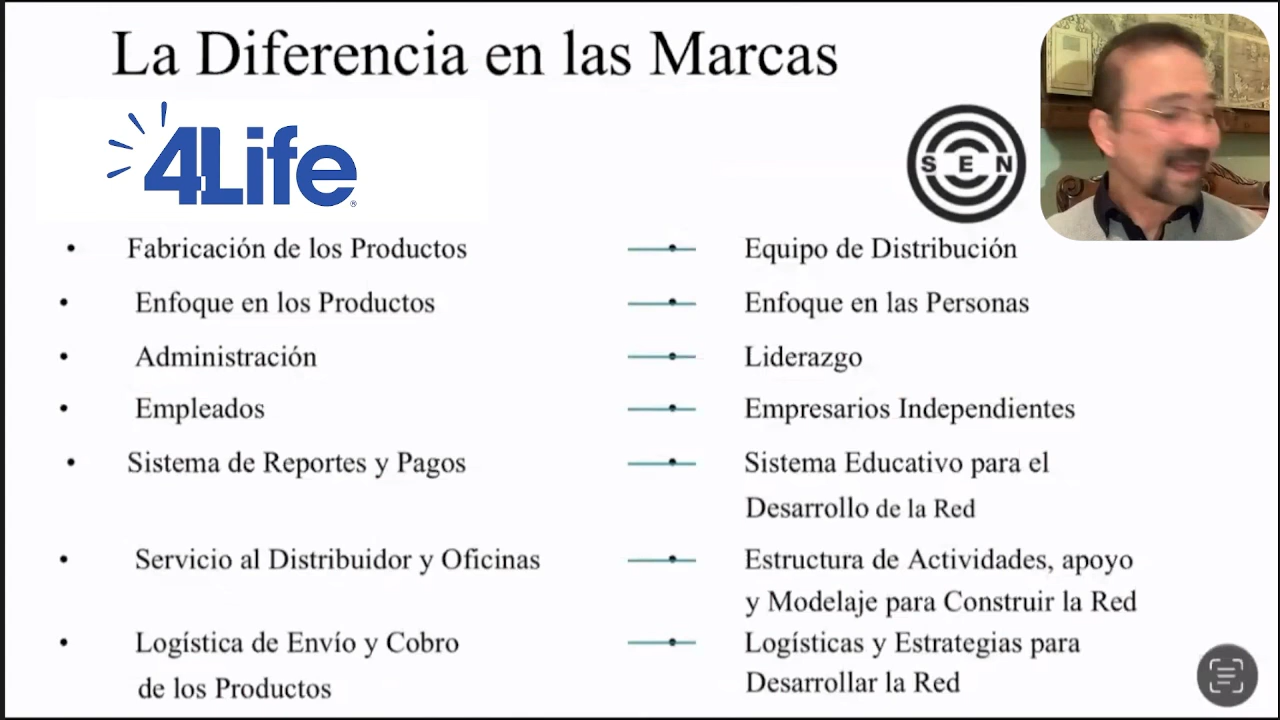 La Diferencia en las Marcas
4Life®
SEN
• Fabricación de los Productos • Equipo de Distribución
• Enfoque en los Productos • Enfoque en las Personas
• Administración • Liderazgo
• Empleados • Empresarios Independientes
• Sistema de Reportes y Pagos • Sistema Educativo para el
Desarrollo de la Red
• Servicio al Distribuidor y Oficinas • Estructura de Actividades, apoyo
y Modelaje para Construir la Red
• Logística de Envío y Cobro • Logísticas y Estrategias para
de los Productos Desarrollar la Red